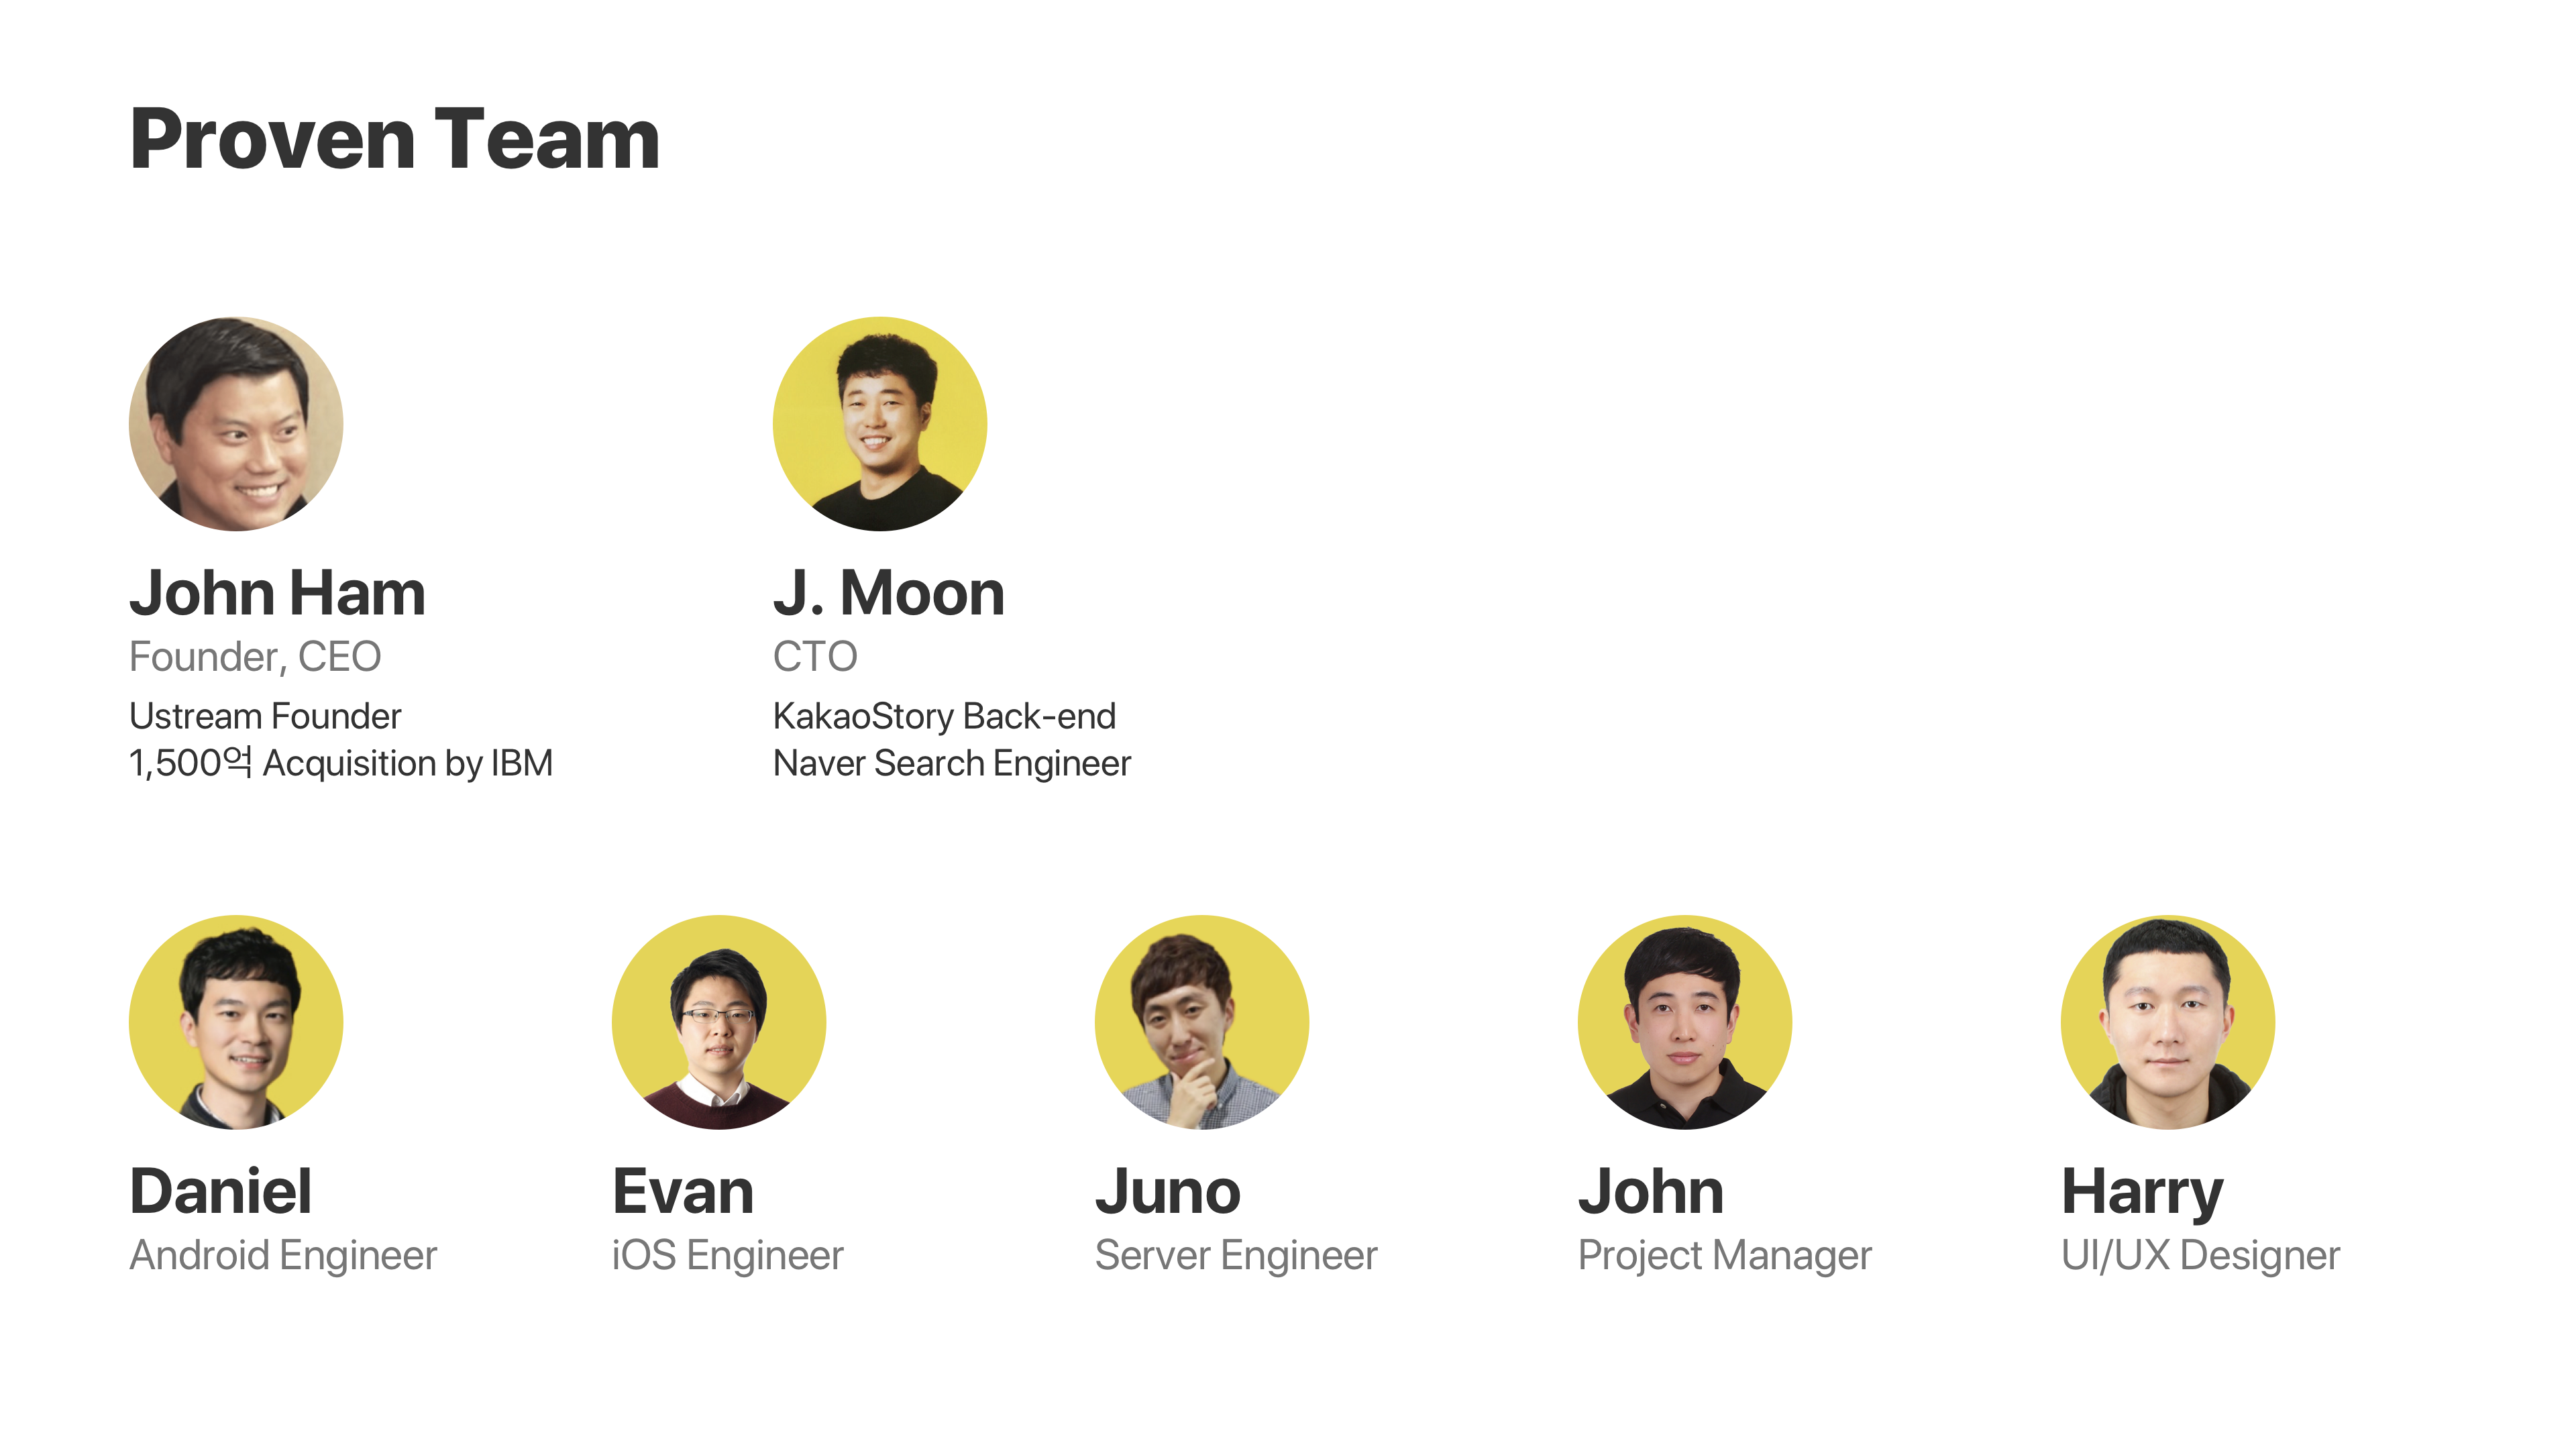 Proven Team
John Ham
Founder, CEO
Ustream Founder
1,500억 Acquisition by IBM
J. Moon
CTO
KakaoStory Back-end
Naver Search Engineer
Daniel
Android Engineer
Evan
iOS Engineer
Juno
Server Engineer
John
Project Manager
Harry
UI/UX Designer